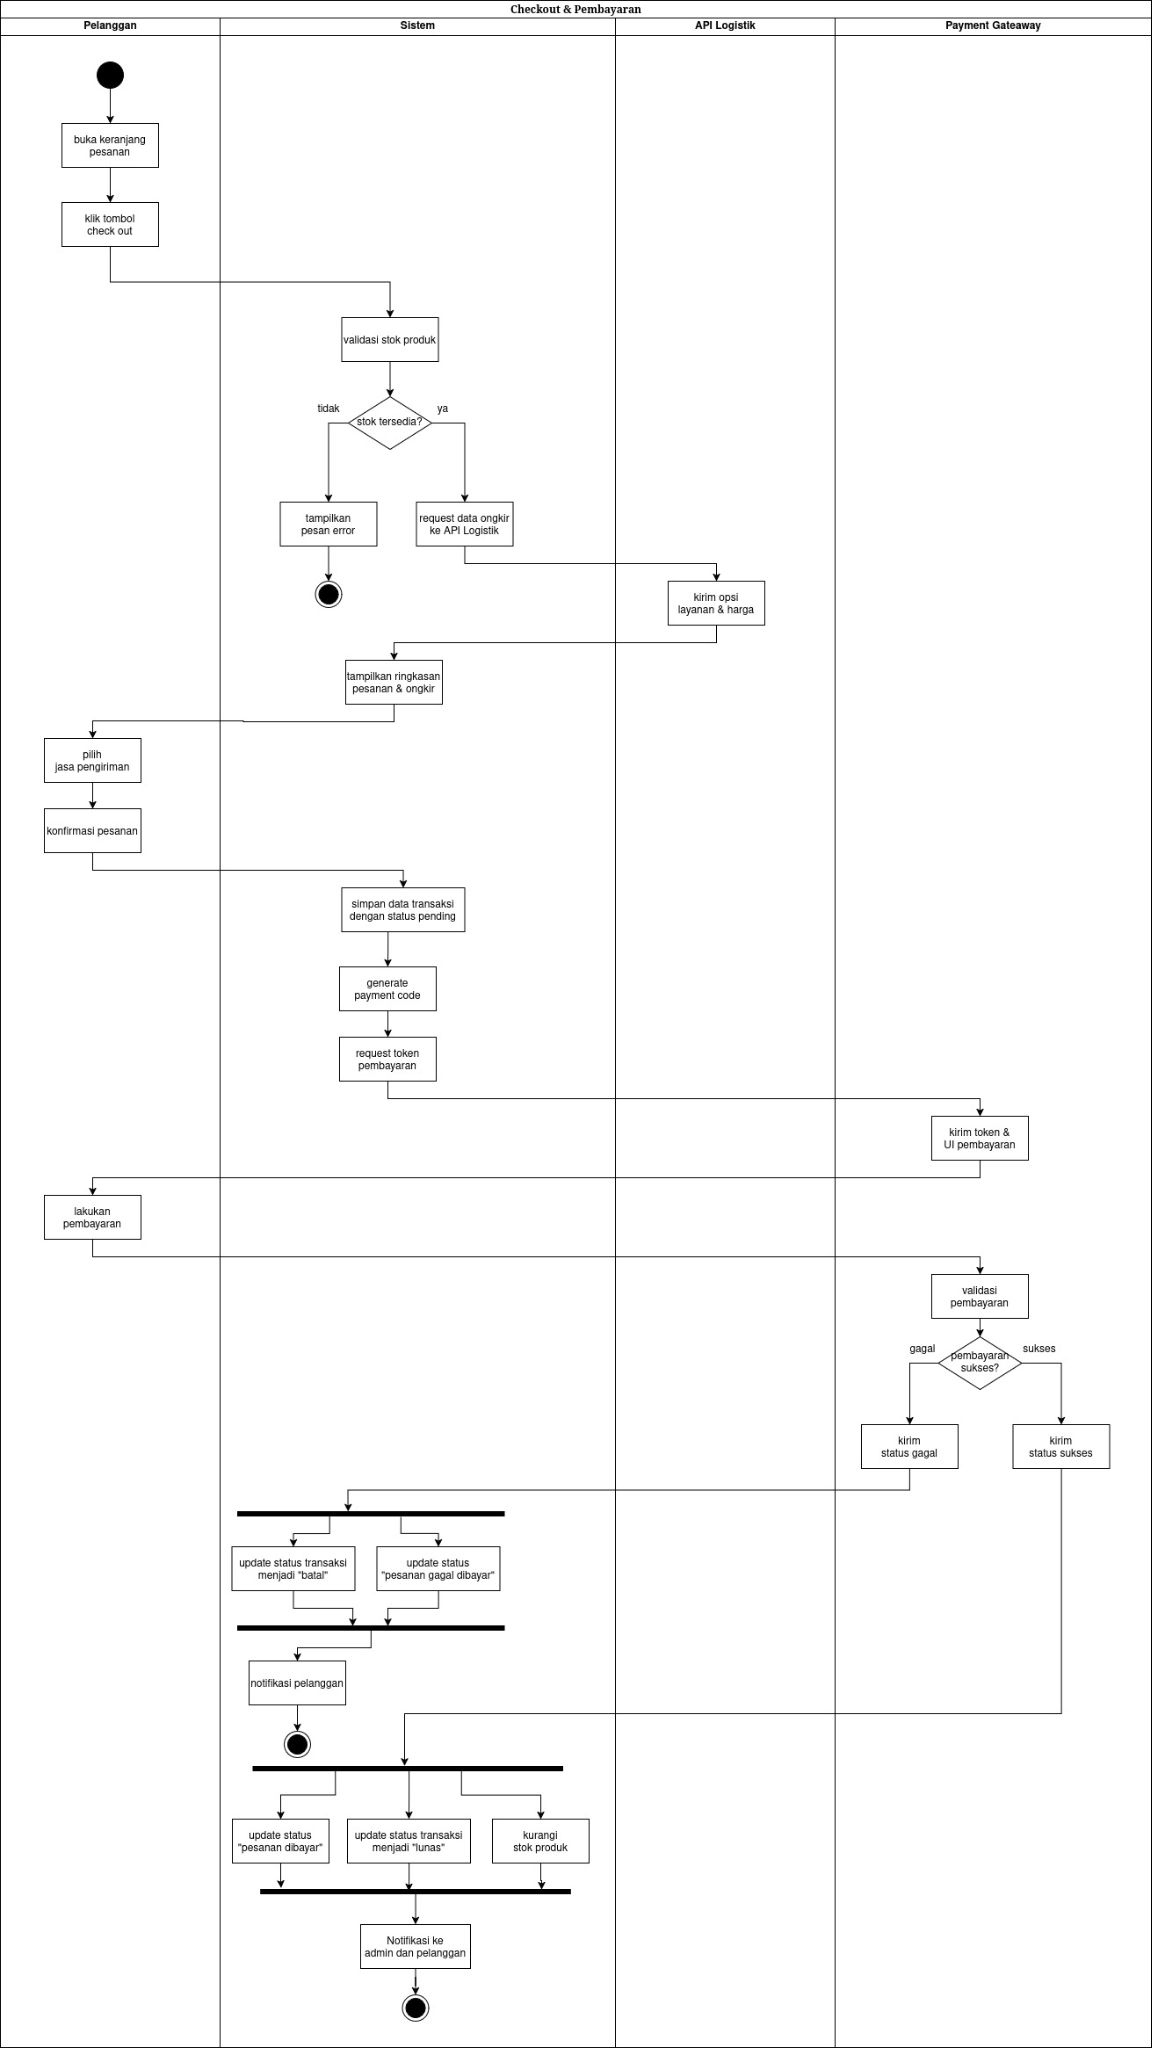 Checkout & Pembayaran
Pelanggan
Sistem
API Logistik
Payment Gateaway
buka keranjang
pesanan
klik tombol
check out
validasi stok produk
tidak
ya
stok tersedia?
tampilkan
pesan error
request data ongkir
ke API Logistik
kirim opsi
layanan & harga
tampilkan ringkasan
pesanan & ongkir
pilih
jasa pengiriman
konfirmasi pesanan
simpan data transaksi
dengan status pending
generate
payment code
request token
pembayaran
kirim token &
UI pembayaran
lakukan
pembayaran
validasi
pembayaran
gagal
pembayaran
sukses?
sukses
kirim
status gagal
kirim
status sukses
update status transaksi
menjadi "batal"
update status
"pesanan gagal dibayar"
notifikasi pelanggan
update status
"pesanan dibayar"
update status transaksi
menjadi "lunas"
kurangi
stok produk
Notifikasi ke
admin dan pelanggan